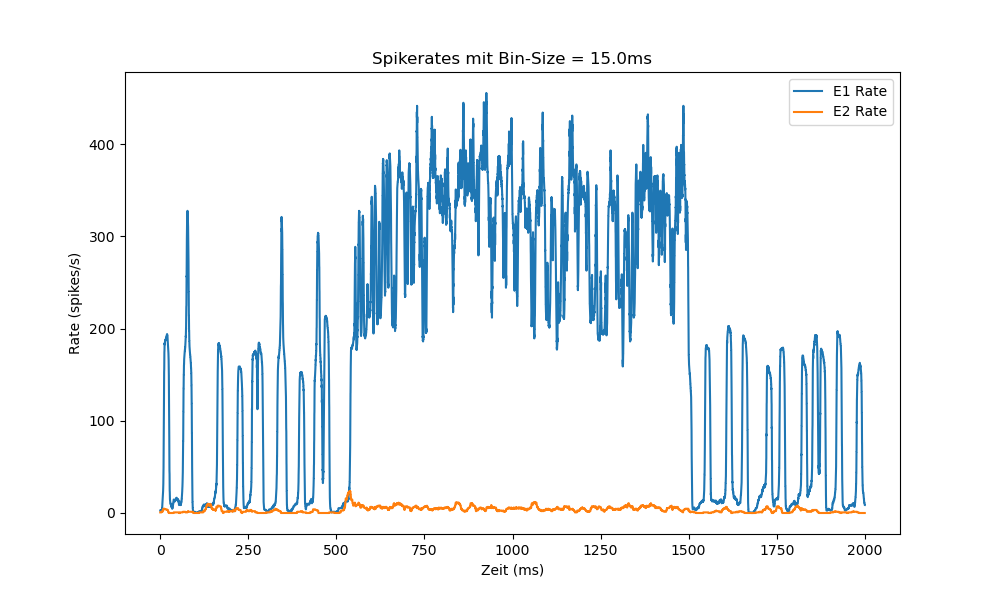 Spikerates mit Bin-Size = 15.0ms
E1 Rate
E2 Rate
Rate (spikes/s)
400
300
200
100
0
0 250 500 750 1000 1250 1500 1750 2000
Zeit (ms)